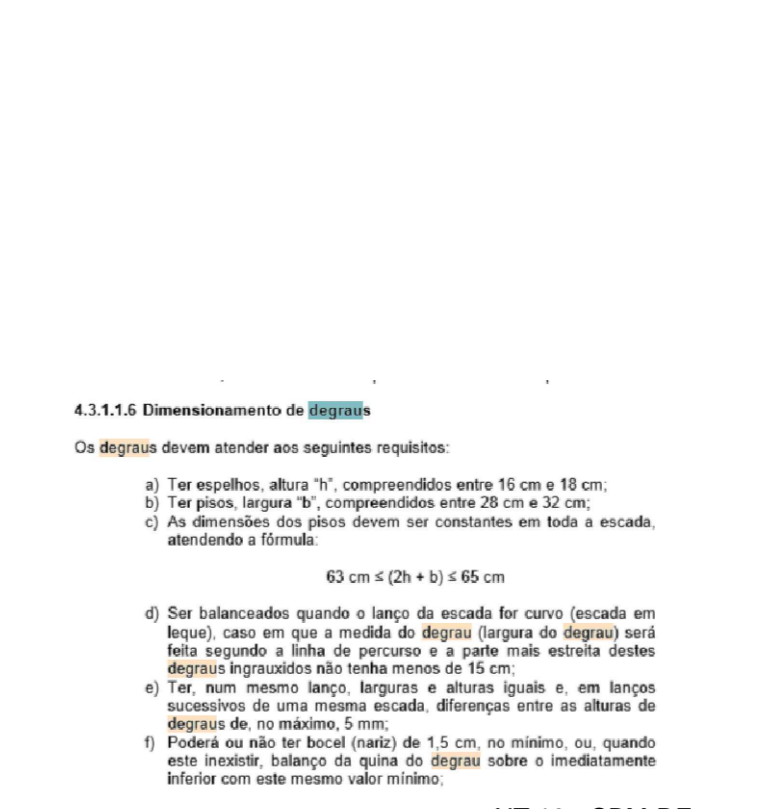 4.3.1.1.6 Dimensionamento de degraus
Os degraus devem atender aos seguintes requisitos:
a) Ter espelhos, altura "h", compreendidos entre 16 cm e 18 cm;
b) Ter pisos, largura "b", compreendidos entre 28 cm e 32 cm;
c) As dimensões dos pisos devem ser constantes em toda a escada,
atendendo a fórmula:
63 cm ≤ (2h + b) ≤ 65 cm
d) Ser balanceados quando o lanço da escada for curvo (escada em
leque), caso em que a medida do degrau (largura do degrau) será
feita segundo a linha de percurso e a parte mais estreita destes
degraus ingrauxidos não tenha menos de 15 cm;
e) Ter, num mesmo lanço, larguras e alturas iguais e, em lanços
sucessivos de uma mesma escada, diferenças entre as alturas de
degraus de, no máximo, 5 mm;
f) Poderá ou não ter bocel (nariz) de 1,5 cm, no mínimo, ou, quando
este inexistir, balanço da quina do degrau sobre o imediatamente
inferior com este mesmo valor mínimo;